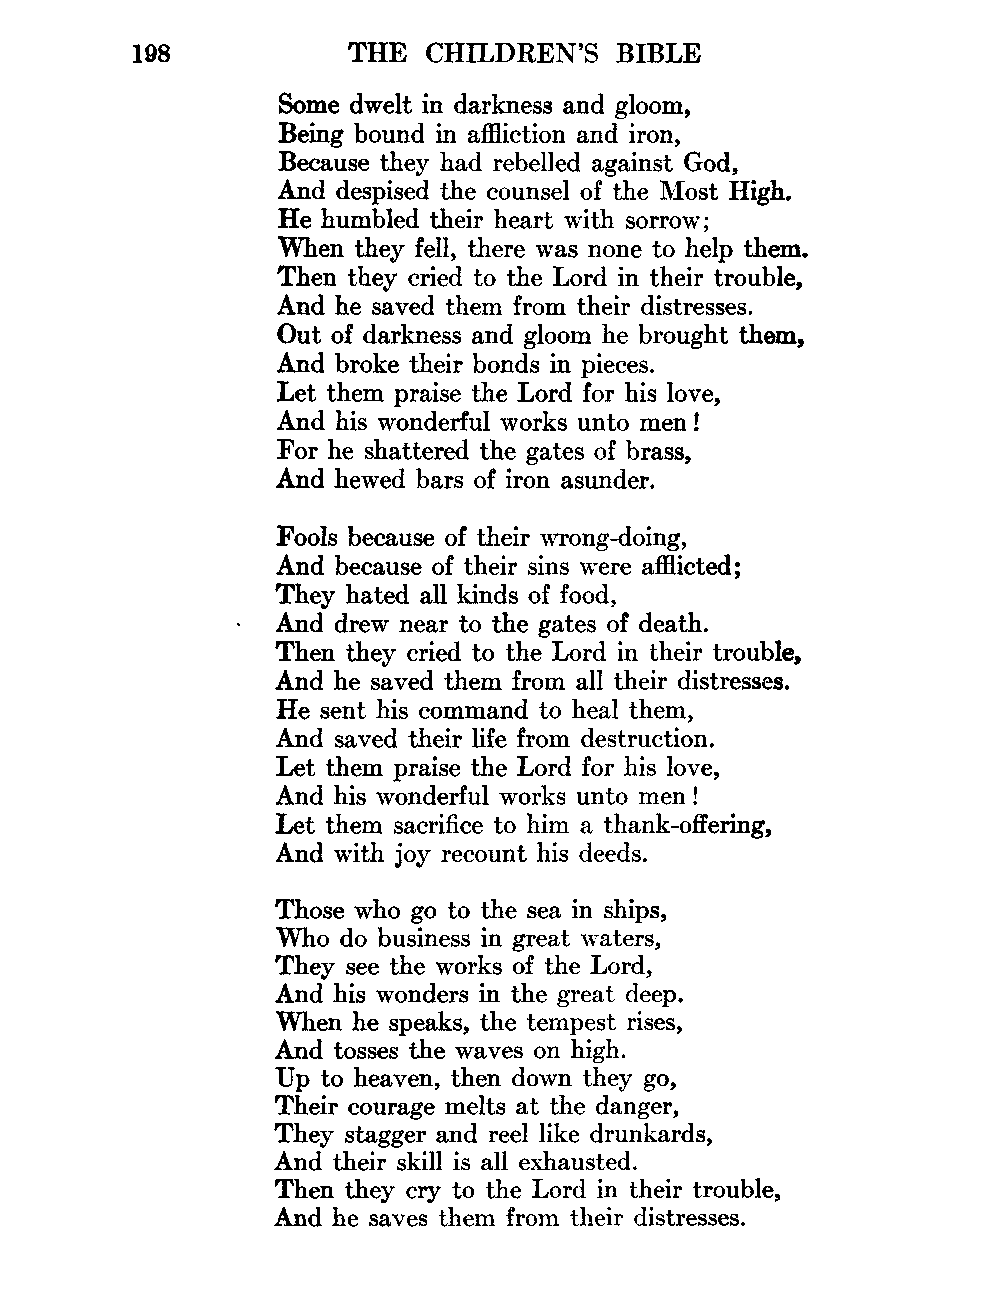 198 THE CHILDREN'S BIBLE
Some dwelt in darkness and gloom,
Being bound in affliction and iron,
Because they had rebelled against God,
And despised the counsel of the Most High.
He humbled their heart with sorrow;
When they fell, there was none to help them.
Then they cried to the Lord in their trouble,
And he saved them from their distresses.
Out of darkness and gloom he brought them,
And broke their bonds in pieces.
Let them praise the Lord for his love,
And his wonderful works unto men!
For he shattered the gates of brass,
And hewed bars of iron asunder.

Fools because of their wrong-doing,
And because of their sins were afflicted;
They hated all kinds of food,
And drew near to the gates of death.
Then they cried to the Lord in their trouble,
And he saved them from all their distresses.
He sent his command to heal them,
And saved their life from destruction.
Let them praise the Lord for his love,
And his wonderful works unto men!
Let them sacrifice to him a thank-offering,
And with joy recount his deeds.

Those who go to the sea in ships,
Who do business in great waters,
They see the works of the Lord,
And his wonders in the great deep.
When he speaks, the tempest rises,
And tosses the waves on high.
Up to heaven, then down they go,
Their courage melts at the danger,
They stagger and reel like drunkards,
And their skill is all exhausted.
Then they cry to the Lord in their trouble,
And he saves them from their distresses.